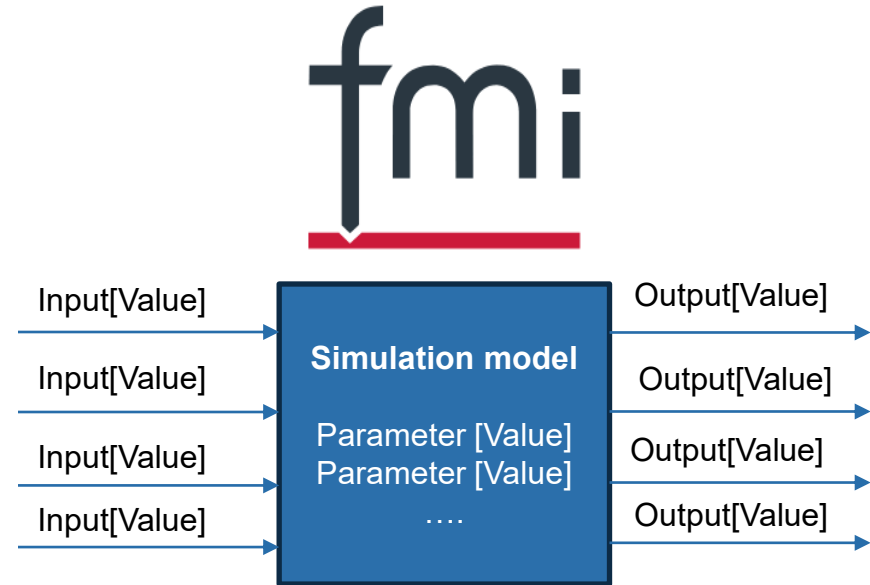 fmi
Input[Value]
Output[Value]
Simulation model
Input[Value]
Output[Value]
Parameter [Value]
Input[Value]
Output[Value]
Parameter [Value]
Input[Value]
....
Output[Value]